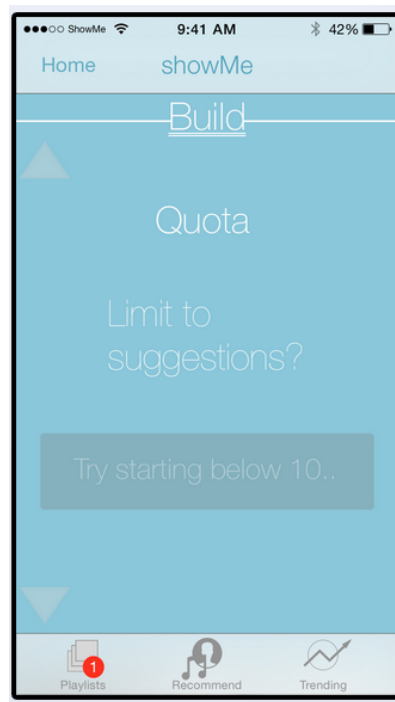 ShowMe 9:41 AM 42%
Home showMe
Build
Quota
Limit to
suggestions?
Try starting below 10..
1
Playlists Recommend Trending